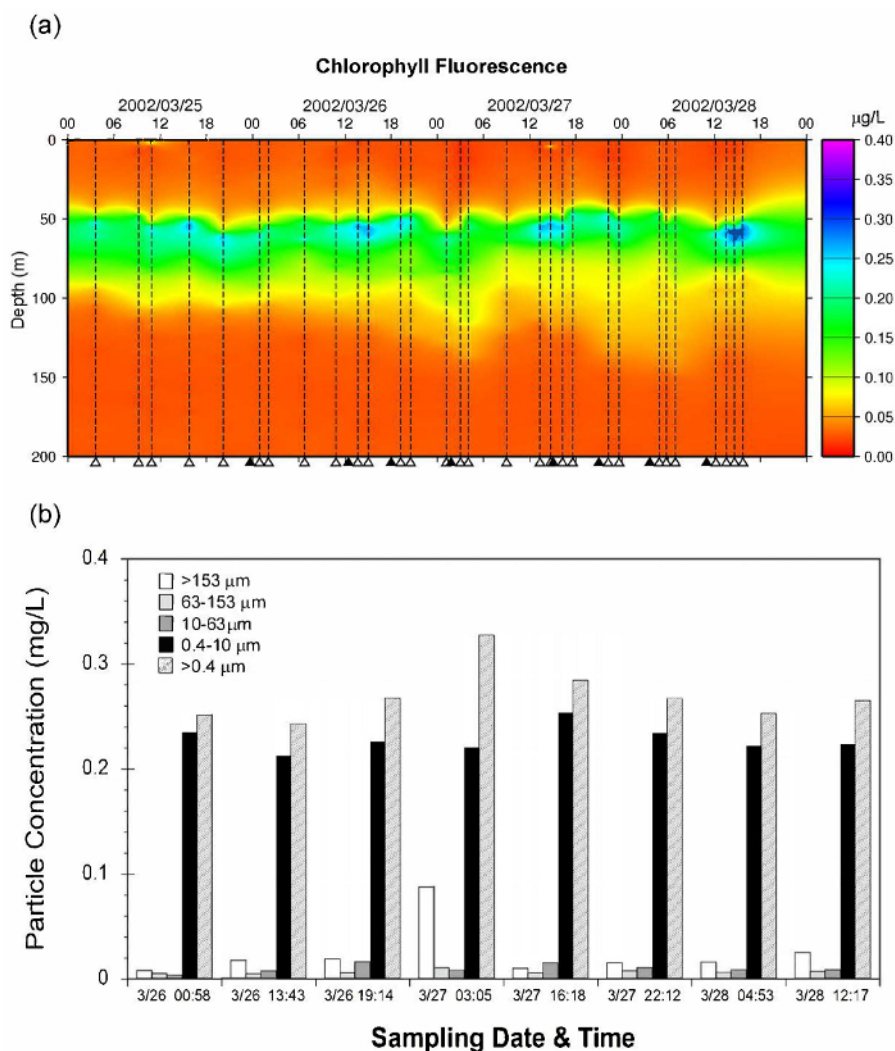 (a)
Chlorophyll Fluorescence
2002/03/25 2002/03/26 2002/03/27 2002/03/28
00 06 12 18 00 06 12 18 00 06 12 18 00 06 12 18 00
µg/L
0 0.40
0.35
50 0.30
0.25
Depth (m)
100 0.20
0.15
150 0.10
0.05
200 0.00
(b)
0.4
>153 µm
63-153 µm
10-63µm
0.4-10 µm
>0.4 µm
0.3
Particle Concentration (mg/L)
0.2
0.1
0
3/26 00:58 3/26 13:43 3/26 19:14 3/27 03:05 3/27 16:18 3/27 22:12 3/28 04:53 3/28 12:17
Sampling Date & Time